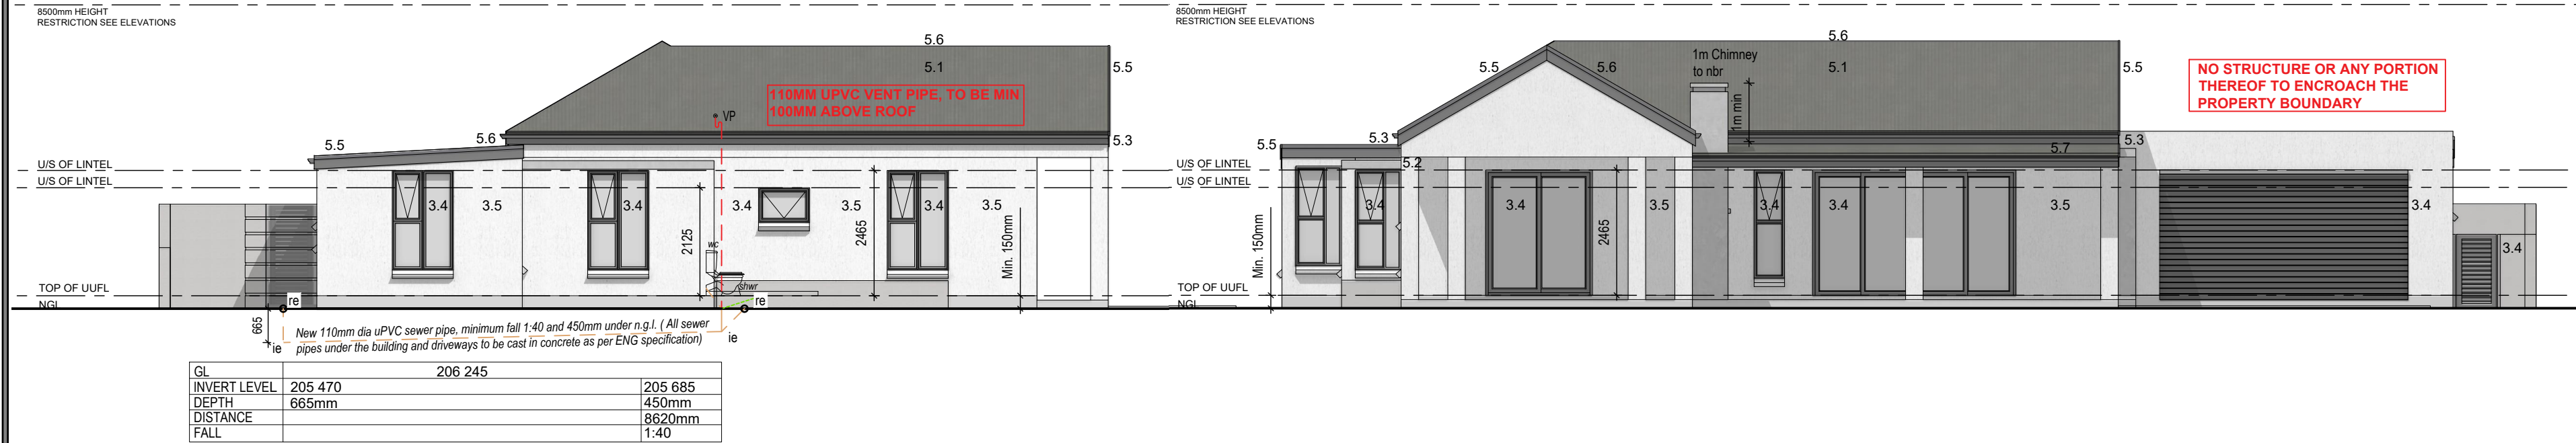 8500mm HEIGHT
RESTRICTION SEE ELEVATIONS
5.6
5.1
5.5
110MM UPVC VENT PIPE, TO BE MIN
100MM ABOVE ROOF
VP
5.6
5.5
5.3
U/S OF LINTEL
U/S OF LINTEL
3.4
3.5
3.4
3.4
3.5
3.4
3.5
2125
2465
Min. 150mm
wc
shwr
TOP OF UUFL
NGL
re
re
665
ie
ie
New 110mm dia uPVC sewer pipe, minimum fall 1:40 and 450mm under n.g.l. ( All sewer
pipes under the building and driveways to be cast in concrete as per ENG specification)
GL 206 245
INVERT LEVEL 205 470 205 685
DEPTH 665mm 450mm
DISTANCE 8620mm
FALL 1:40
8500mm HEIGHT
RESTRICTION SEE ELEVATIONS
5.6
5.5
5.6
1m Chimney
to nbr
5.1
5.5
1m min
NO STRUCTURE OR ANY PORTION
THEREOF TO ENCROACH THE
PROPERTY BOUNDARY
5.5
5.3
5.2
5.7
5.3
U/S OF LINTEL
U/S OF LINTEL
3.4
3.4
3.5
3.4
3.4
3.5
3.4
3.4
2465
Min. 150mm
TOP OF UUFL
NGL